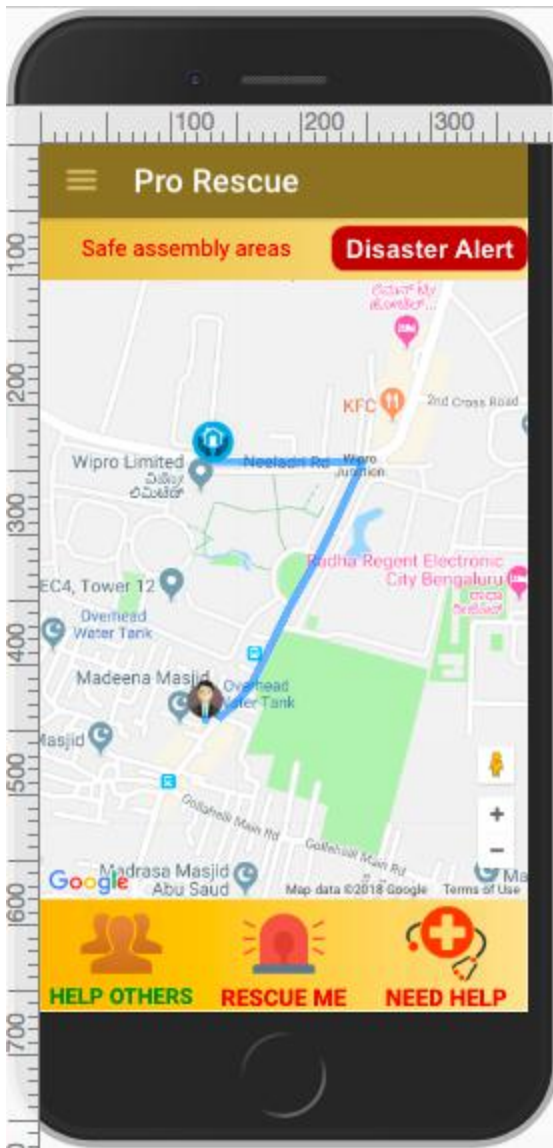 100 200 300
Pro Rescue
100
Safe assembly areas
Disaster Alert
200
KFC
2nd Cross Road
Wipro Limited
ವಿಪ್ರೋ
ಲಿಮಿಟೆಡ್
Neeladri Rd
Wipro
Junction
300
Radha Regent Electronic
City Bengaluru
ರಾಧಾ
ರೀಜೆಂಟ್
EC4, Tower 12
Overhead
Water Tank
400
Madeena Masjid
Overhead
Water Tank
Masjid
500
Gollahalli Main Rd
Gollahalli Main Rd
Madrasa Masjid
Abu Saud
Google
Map data ©2018 Google
Terms of Use
Ma
600
HELP OTHERS
RESCUE ME
NEED HELP
700